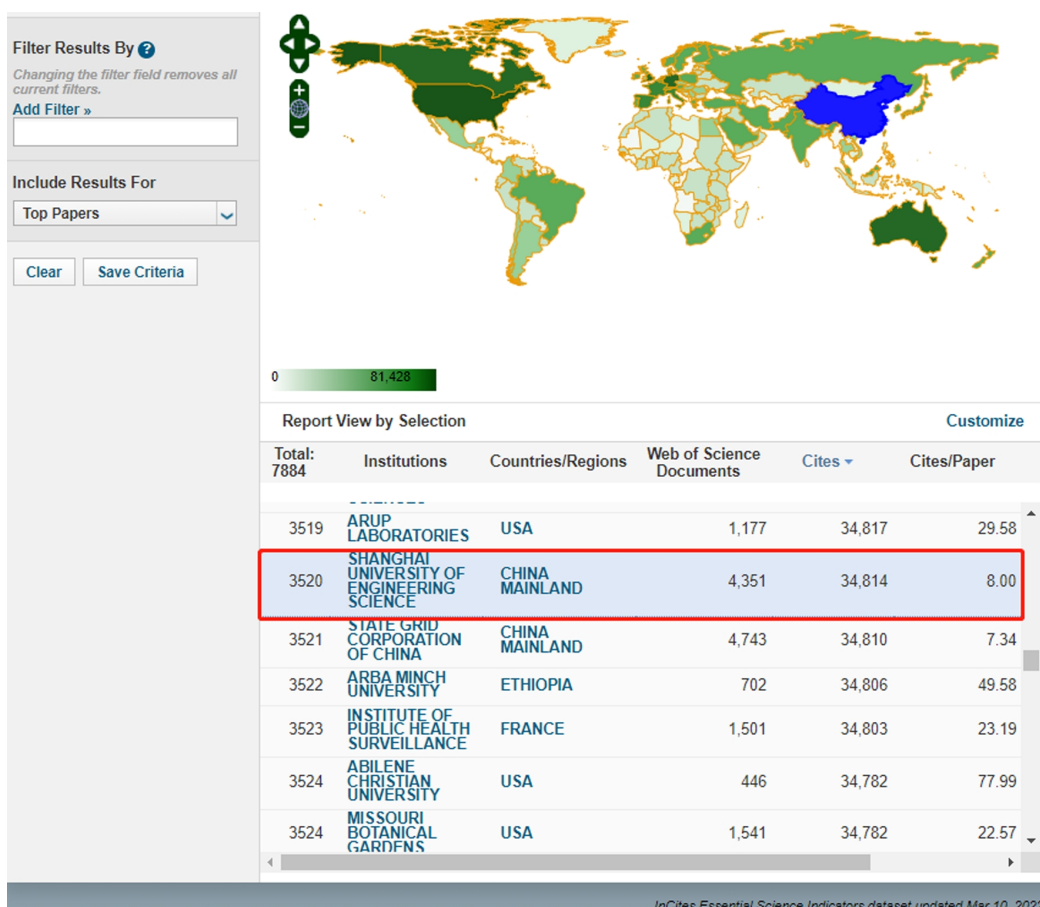 Filter Results By ?
Changing the filter field removes all
current filters.
Add Filter »
Include Results For
Top Papers
Clear Save Criteria
0 81,428
Report View by Selection Customize
Total:
7884 Institutions Countries/Regions Web of Science
Documents Cites Cites/Paper
3519 ARUP
LABORATORIES USA 1,177 34,817 29.58
3520 SHANGHAI
UNIVERSITY OF
ENGINEERING
SCIENCE CHINA
MAINLAND 4,351 34,814 8.00
3521 STATE GRID
CORPORATION
OF CHINA CHINA
MAINLAND 4,743 34,810 7.34
3522 ARBA MINCH
UNIVERSITY ETHIOPIA 702 34,806 49.58
3523 INSTITUTE OF
PUBLIC HEALTH
SURVEILLANCE FRANCE 1,501 34,803 23.19
3524 ABILENE
CHRISTIAN
UNIVERSITY USA 446 34,782 77.99
3524 MISSOURI
BOTANICAL
GARDENS USA 1,541 34,782 22.57
InCites Essential Science Indicators dataset updated Mar 10, 2022